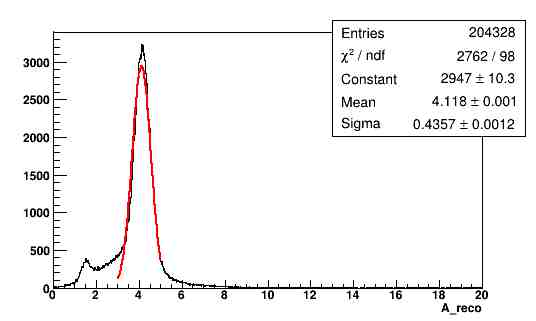 Entries 204328
χ² / ndf 2762 / 98
Constant 2947 ± 10.3
Mean 4.118 ± 0.001
Sigma 0.4357 ± 0.0012
3000
2500
2000
1500
1000
500
0
0 2 4 6 8 10 12 14 16 18 20
A_reco